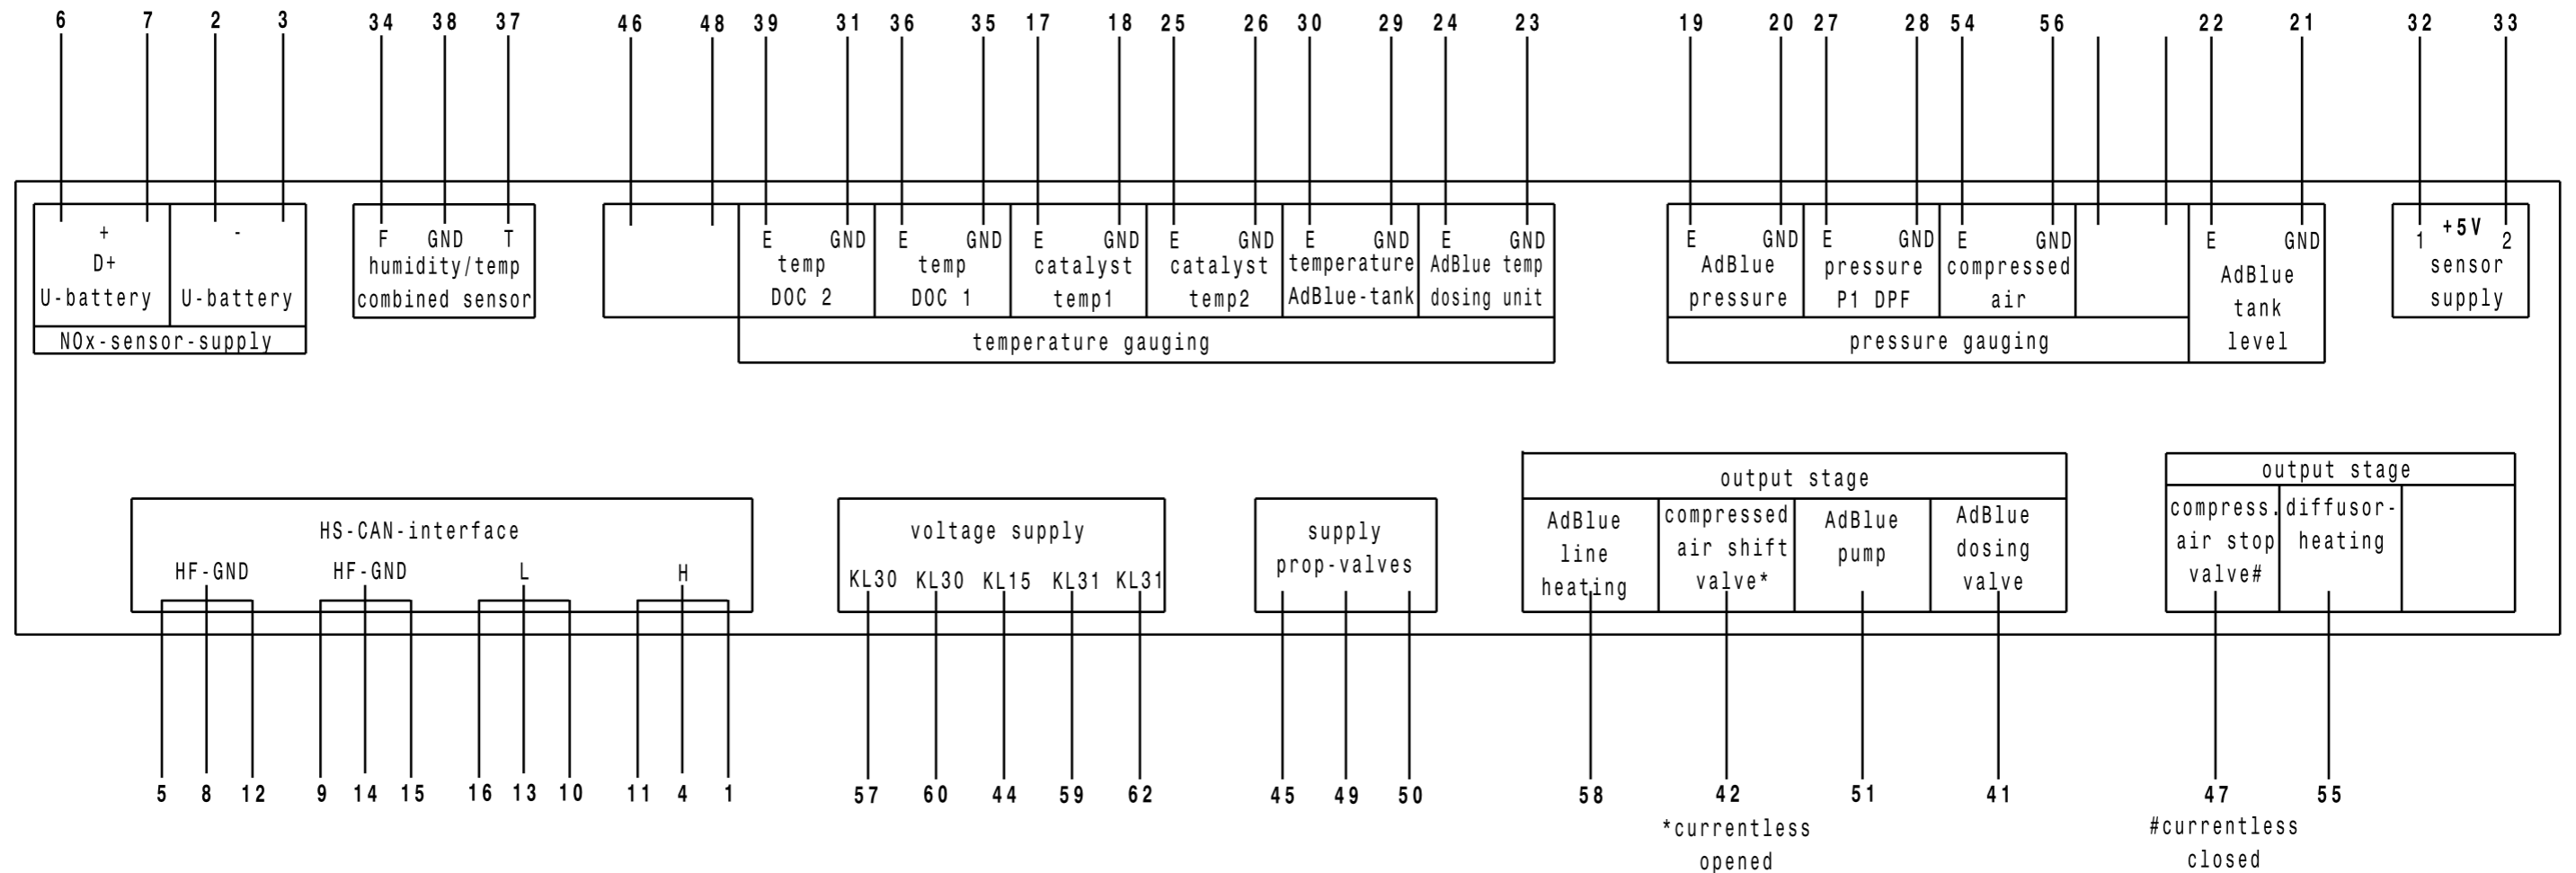 6 7 2 3 34 38 37 46 48 39 31 36 35 17 18 25 26 30 29 24 23 19 20 27 28 54 56 22 21 32 33
+ -
D+
U-battery U-battery
NOx-sensor-supply
F GND T
humidity/temp
combined sensor
E GND
temp
DOC 2
E GND
temp
DOC 1
E GND
catalyst
temp1
E GND
catalyst
temp2
E GND
temperature
AdBlue-tank
E GND
AdBlue temp
dosing unit
temperature gauging
E GND
AdBlue
pressure
E GND
pressure
P1 DPF
E GND
compressed
air
pressure gauging
E GND
AdBlue
tank
level
1 +5V 2
sensor
supply
HS-CAN-interface
HF-GND HF-GND L H
voltage supply
KL30 KL30 KL15 KL31 KL31
supply
prop-valves
output stage
AdBlue
line
heating
compressed
air shift
valve*
AdBlue
pump
AdBlue
dosing
valve
output stage
compress.
air stop
valve#
diffusor-
heating
5 8 12 9 14 15 16 13 10 11 4 1 57 60 44 59 62 45 49 50 58 42 51 41 47 55
*currentless
opened
#currentless
closed